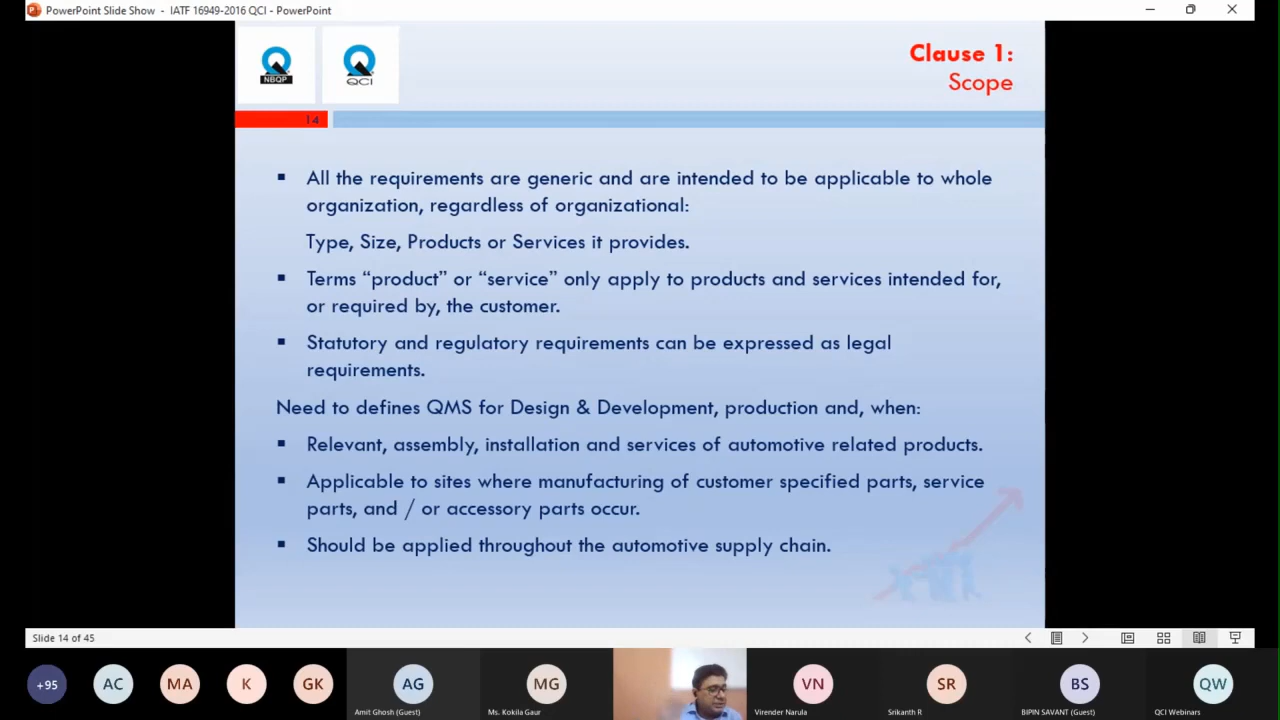 PowerPoint Slide Show - IATF 16949-2016 QCI - PowerPoint
NBQP
QCI
Clause 1:
Scope
14
▪ All the requirements are generic and are intended to be applicable to whole
organization, regardless of organizational:
Type, Size, Products or Services it provides.
▪ Terms “product” or “service” only apply to products and services intended for,
or required by, the customer.
▪ Statutory and regulatory requirements can be expressed as legal
requirements.
Need to defines QMS for Design & Development, production and, when:
▪ Relevant, assembly, installation and services of automotive related products.
▪ Applicable to sites where manufacturing of customer specified parts, service
parts, and / or accessory parts occur.
▪ Should be applied throughout the automotive supply chain.
Slide 14 of 45
+95 AC MA K GK AG MG VN SR BS QW
Amit Ghosh (Guest) Ms. Kokila Gaur Virender Narula Srikanth R BIPIN SAVANT (Guest) QCI Webinars